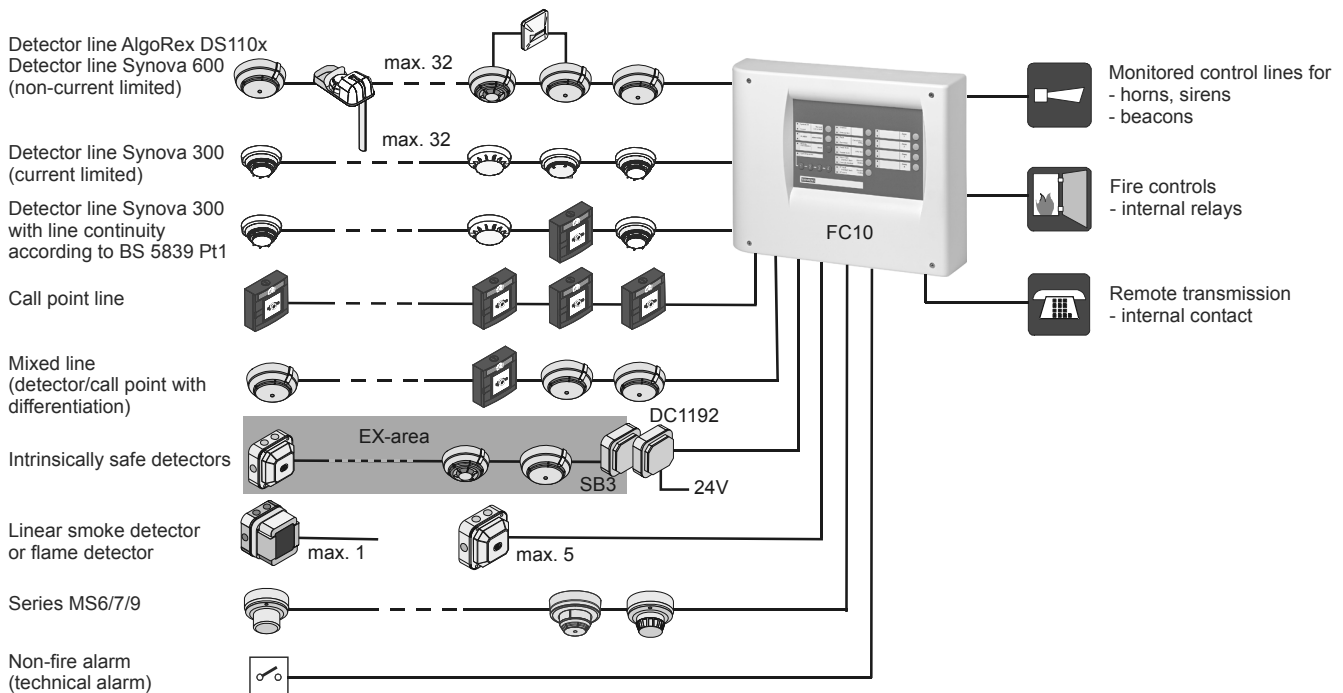 Detector line AlgoRex DS110x
Detector line Synova 600
(non-current limited)
max. 32
max. 32
Detector line Synova 300
(current limited)
Detector line Synova 300
with line continuity
according to BS 5839 Pt1
Call point line
Mixed line
(detector/call point with
differentiation)
Intrinsically safe detectors
EX-area
DC1192
SB3
24V
Linear smoke detector
or flame detector
max. 1
max. 5
Series MS6/7/9
Non-fire alarm
(technical alarm)
FC10
Monitored control lines for
- horns, sirens
- beacons
Fire controls
- internal relays
Remote transmission
- internal contact